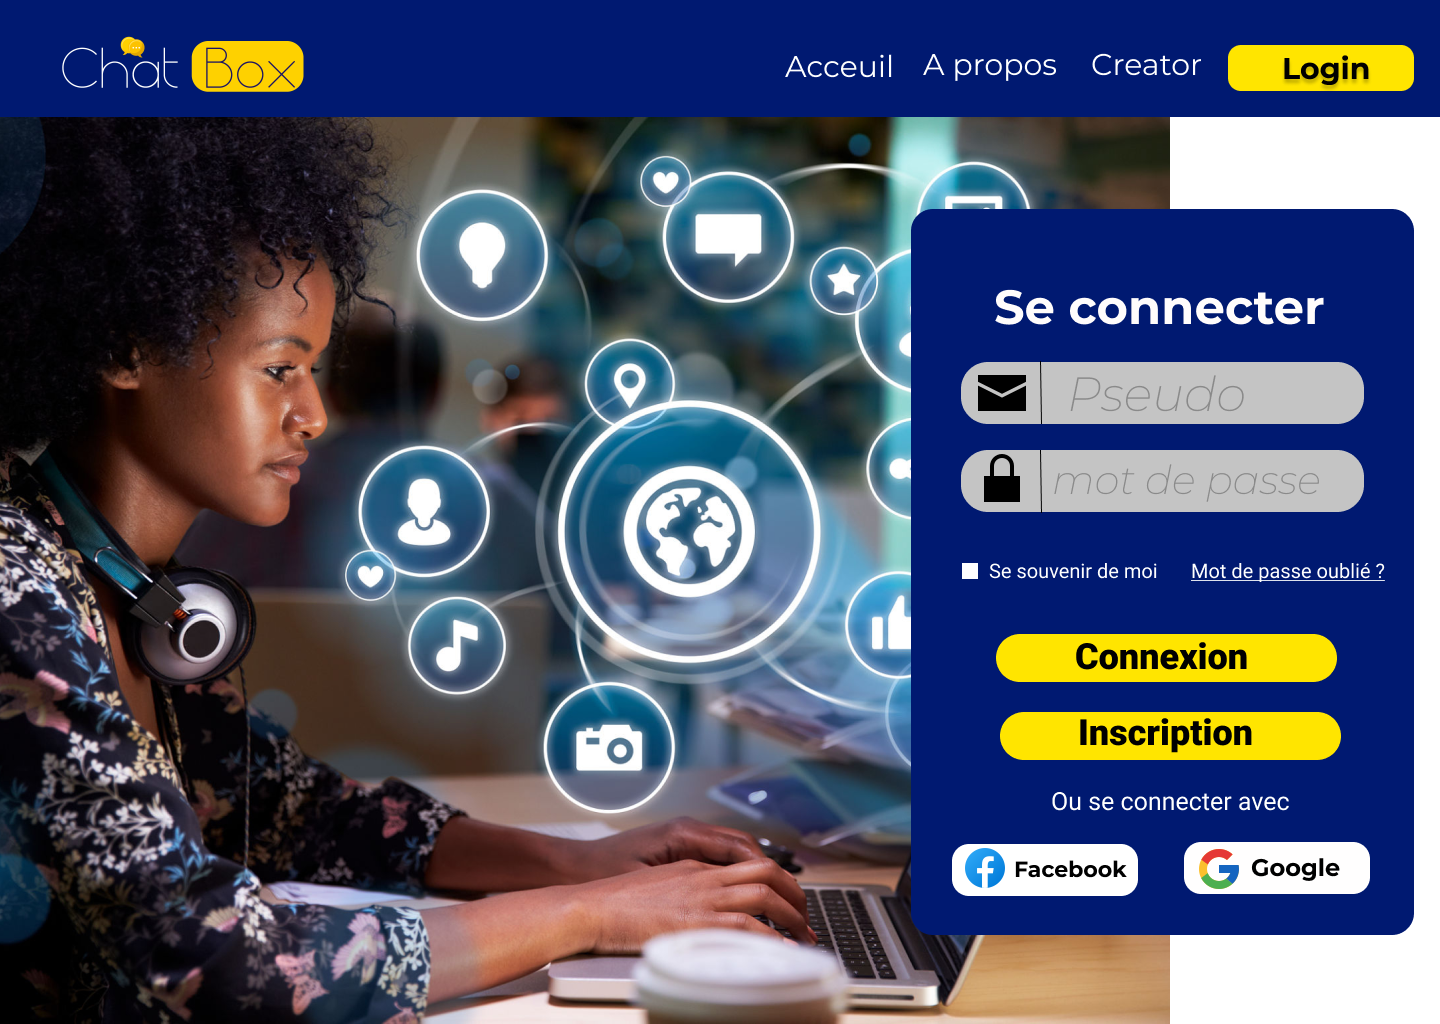 Chat Box
Acceuil A propos Creator Login
Se connecter
Pseudo
mot de passe
Se souvenir de moi Mot de passe oublié ?
Connexion
Inscription
Ou se connecter avec
Facebook Google